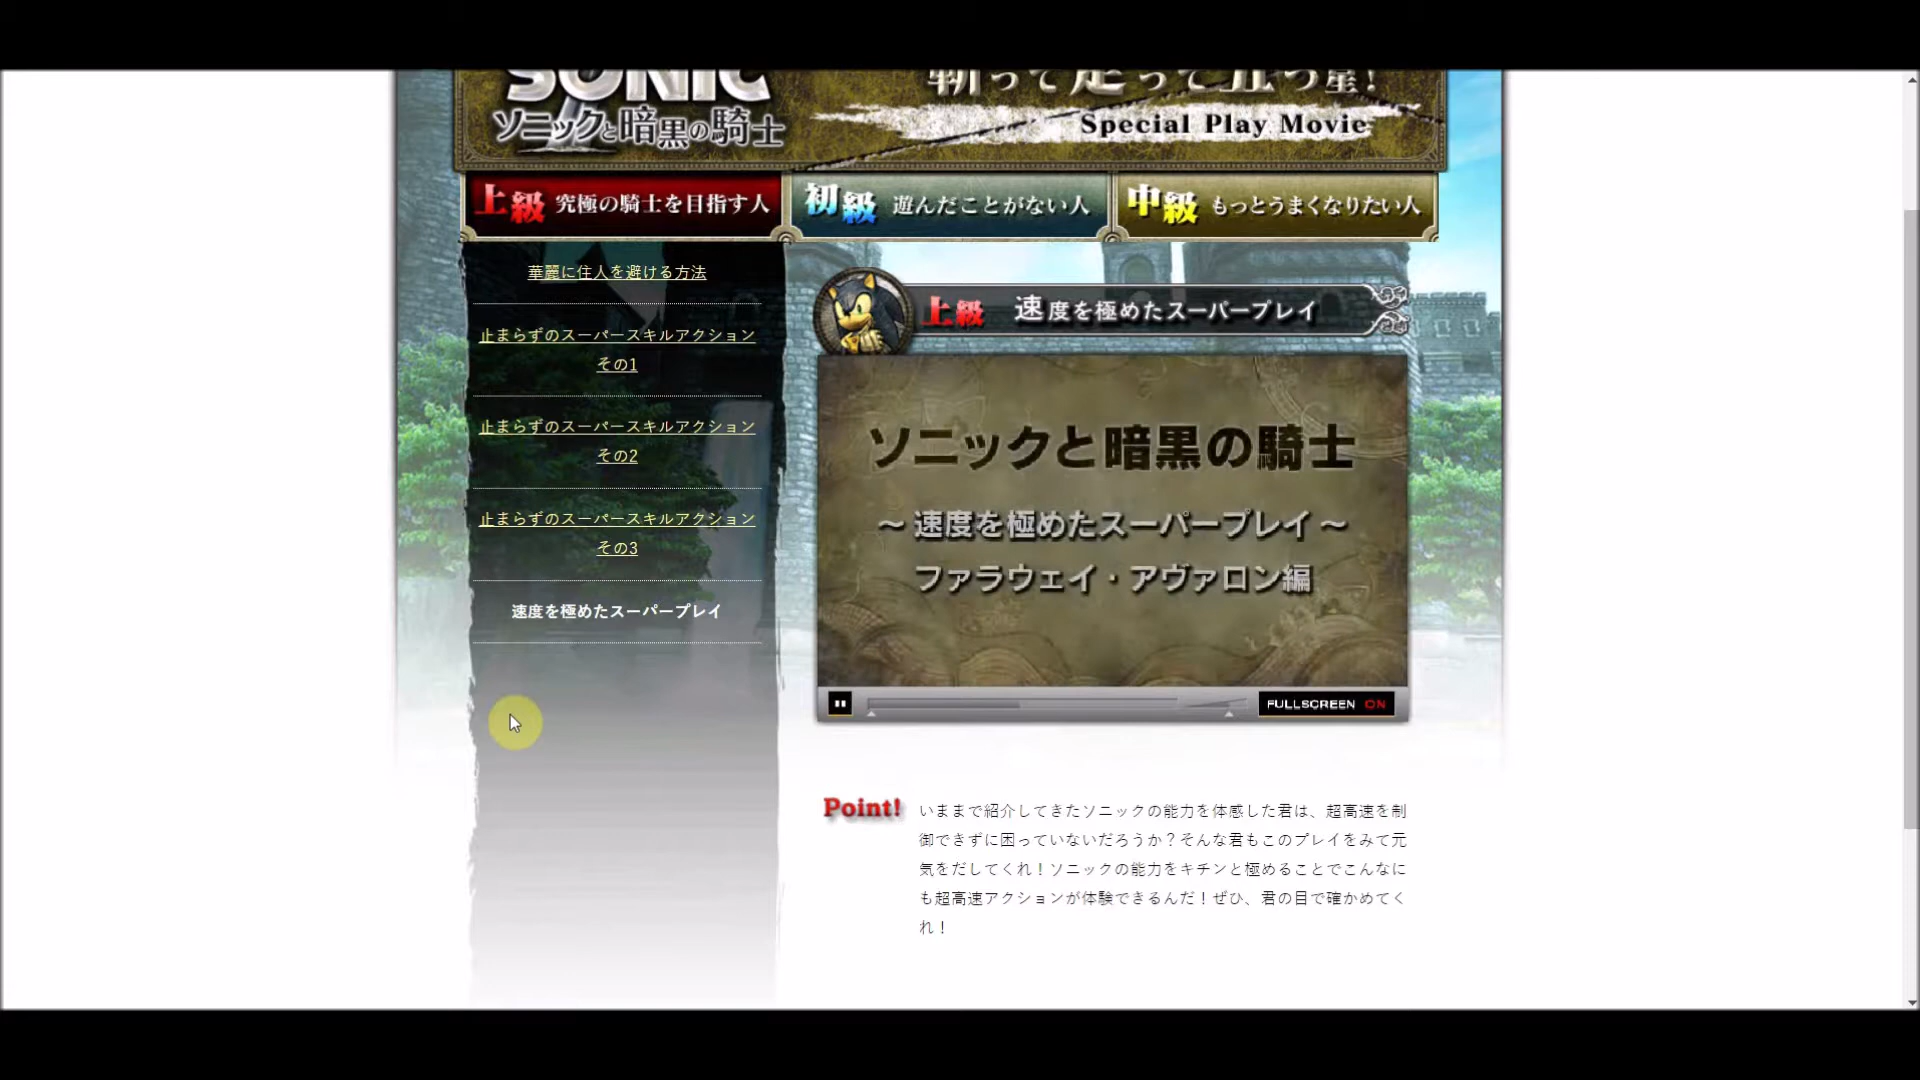 SONIC
ソニックと暗黒の騎士
斬って走って五つ星!
Special Play Movie
上級 究極の騎士を目指す人
初級 遊んだことがない人
中級 もっとうまくなりたい人
華麗に住人を避ける方法
止まらずのスーパースキルアクション
その1
止まらずのスーパースキルアクション
その2
止まらずのスーパースキルアクション
その3
速度を極めたスーパープレイ
上級 速度を極めたスーパープレイ
ソニックと暗黒の騎士
～速度を極めたスーパープレイ～
ファラウェイ・アヴァロン編
FULLSCREEN ON
Point!
いままで紹介してきたソニックの能力を体感した君は、超高速を制
御できずに困っていないだろうか？そんな君もこのプレイをみて元
気をだしてくれ！ソニックの能力をキチンと極めることでこんなに
も超高速アクションが体験できるんだ！ぜひ、君の目で確かめてく
れ！